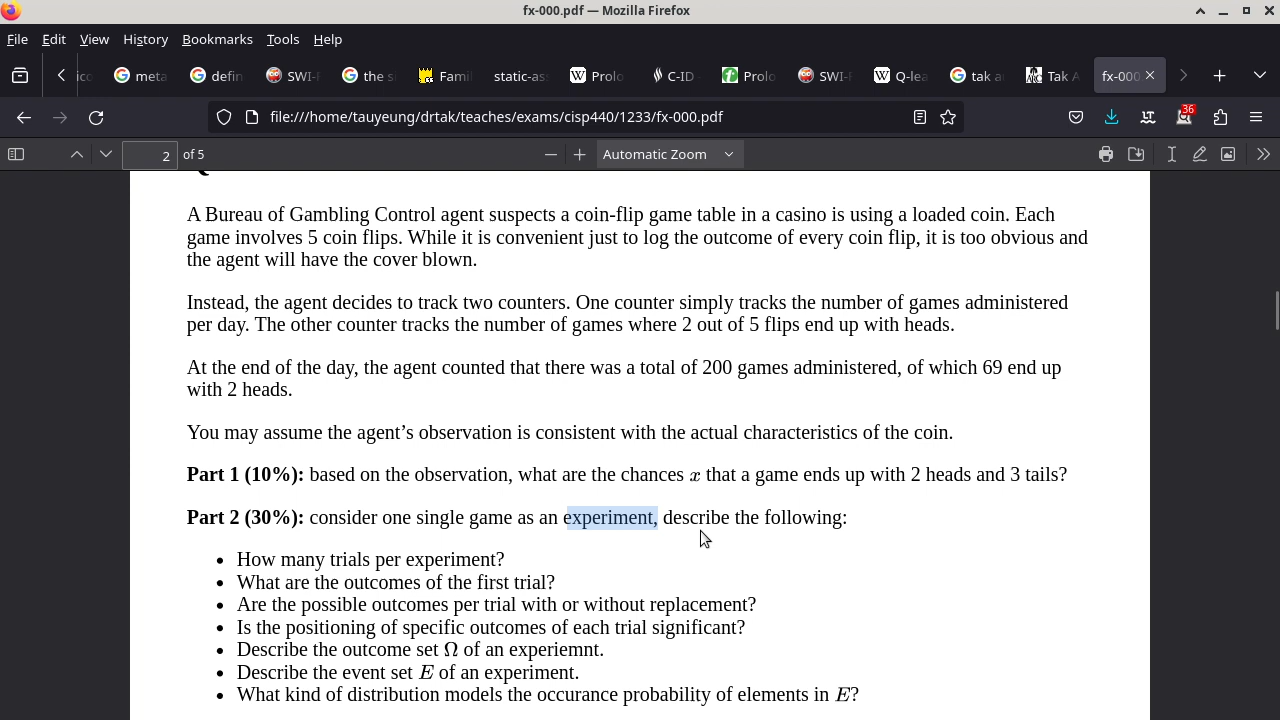 fx-000.pdf — Mozilla Firefox
File Edit View History Bookmarks Tools Help
meta defin SWI-P the si Famil static-ass Prolo C-ID - Prolo SWI-P Q-lea tak au Tak A fx-000
file:///home/tauyeung/drtak/teaches/exams/cisp440/1233/fx-000.pdf 36
2 of 5 Automatic Zoom
A Bureau of Gambling Control agent suspects a coin-flip game table in a casino is using a loaded coin. Each
game involves 5 coin flips. While it is convenient just to log the outcome of every coin flip, it is too obvious and
the agent will have the cover blown.
Instead, the agent decides to track two counters. One counter simply tracks the number of games administered
per day. The other counter tracks the number of games where 2 out of 5 flips end up with heads.
At the end of the day, the agent counted that there was a total of 200 games administered, of which 69 end up
with 2 heads.
You may assume the agent’s observation is consistent with the actual characteristics of the coin.
Part 1 (10%): based on the observation, what are the chances x that a game ends up with 2 heads and 3 tails?
Part 2 (30%): consider one single game as an experiment, describe the following:
• How many trials per experiment?
• What are the outcomes of the first trial?
• Are the possible outcomes per trial with or without replacement?
• Is the positioning of specific outcomes of each trial significant?
• Describe the outcome set Ω of an experiemnt.
• Describe the event set E of an experiment.
• What kind of distribution models the occurance probability of elements in E?